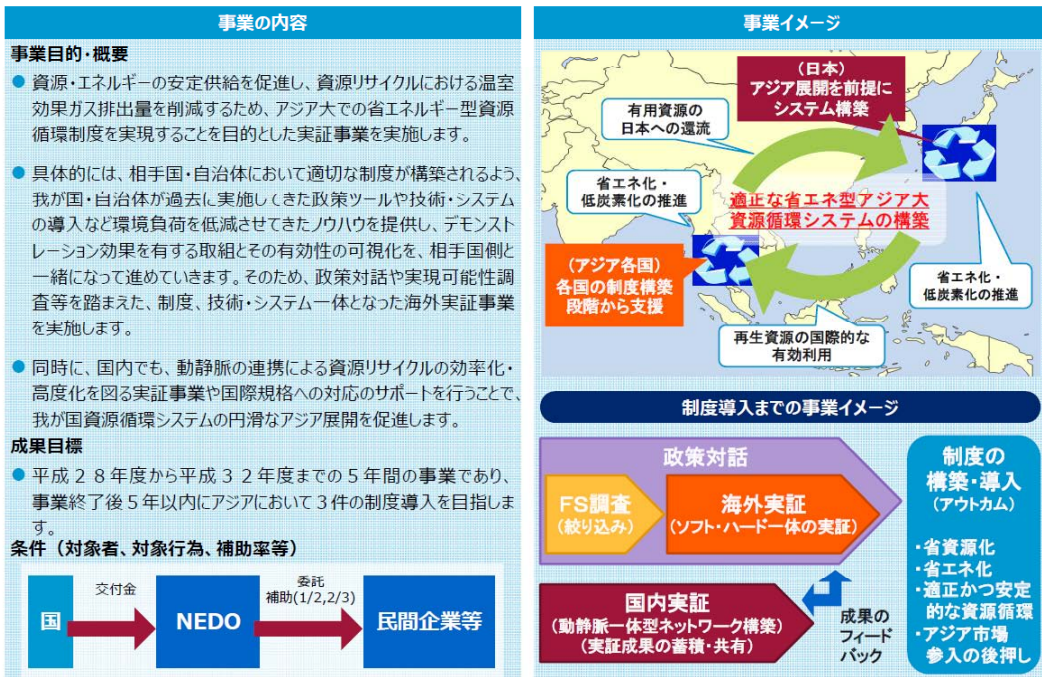 事業の内容
事業目的・概要
● 資源・エネルギーの安定供給を促進し、資源リサイクルにおける温室
効果ガス排出量を削減するため、アジア大での省エネルギー型資源
循環制度を実現することを目的とした実証事業を実施します。
● 具体的には、相手国・自治体において適切な制度が構築されるよう、
我が国・自治体が過去に実施してきた政策ツールや技術・システム
の導入など環境負荷を低減させてきたノウハウを提供し、デモンスト
レーション効果を有する取組とその有効性の可視化を、相手国側と
一緒になって進めていきます。そのため、政策対話や実現可能性調
査等を踏まえた、制度、技術・システム一体となった海外実証事業
を実施します。
● 同時に、国内でも、動静脈の連携による資源リサイクルの効率化・
高度化を図る実証事業や国際規格への対応のサポートを行うことで、
我が国資源循環システムの円滑なアジア展開を促進します。
成果目標
● 平成28年度から平成32年度までの5年間の事業であり、
事業終了後5年以内にアジアにおいて3件の制度導入を目指しま
す。
条件（対象者、対象行為、補助率等）
国
交付金
NEDO
委託
補助(1/2,2/3)
民間企業等
事業イメージ
（日本）
アジア展開を前提に
システム構築
有用資源の
日本への還流
省エネ化・
低炭素化の推進
適正な省エネ型アジア大
資源循環システムの構築
（アジア各国）
各国の制度構築
段階から支援
省エネ化・
低炭素化の推進
再生資源の国際的な
有効利用
制度導入までの事業イメージ
政策対話
FS調査
（絞り込み）
海外実証
（ソフト・ハード一体の実証）
国内実証
（動静脈一体型ネットワーク構築）
（実証成果の蓄積・共有）
成果の
フィード
バック
制度の
構築・導入
（アウトカム）
・省資源化
・省エネ化
・適正かつ安定
的な資源循環
・アジア市場
参入の後押し